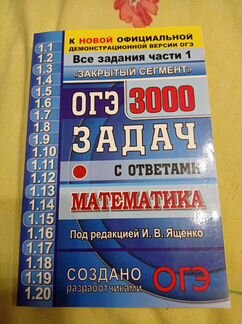 К НОВОЙ ОФИЦИАЛЬНОЙ
ДЕМОНСТРАЦИОННОЙ ВЕРСИИ ОГЭ
Все задания части 1
"ЗАКРЫТЫЙ СЕГМЕНТ"
ОГЭ 3000
ЗАДАЧ
С ОТВЕТАМИ
МАТЕМАТИКА
Под редакцией И. В. Ященко
СОЗДАНО
разработчиками ОГЭ
1.1
1.2
1.3
1.4
1.5
1.6
1.7
1.8
1.9
1.10
1.11
1.12
1.13
1.14
1.15
1.16
1.17
1.18
1.19
1.20